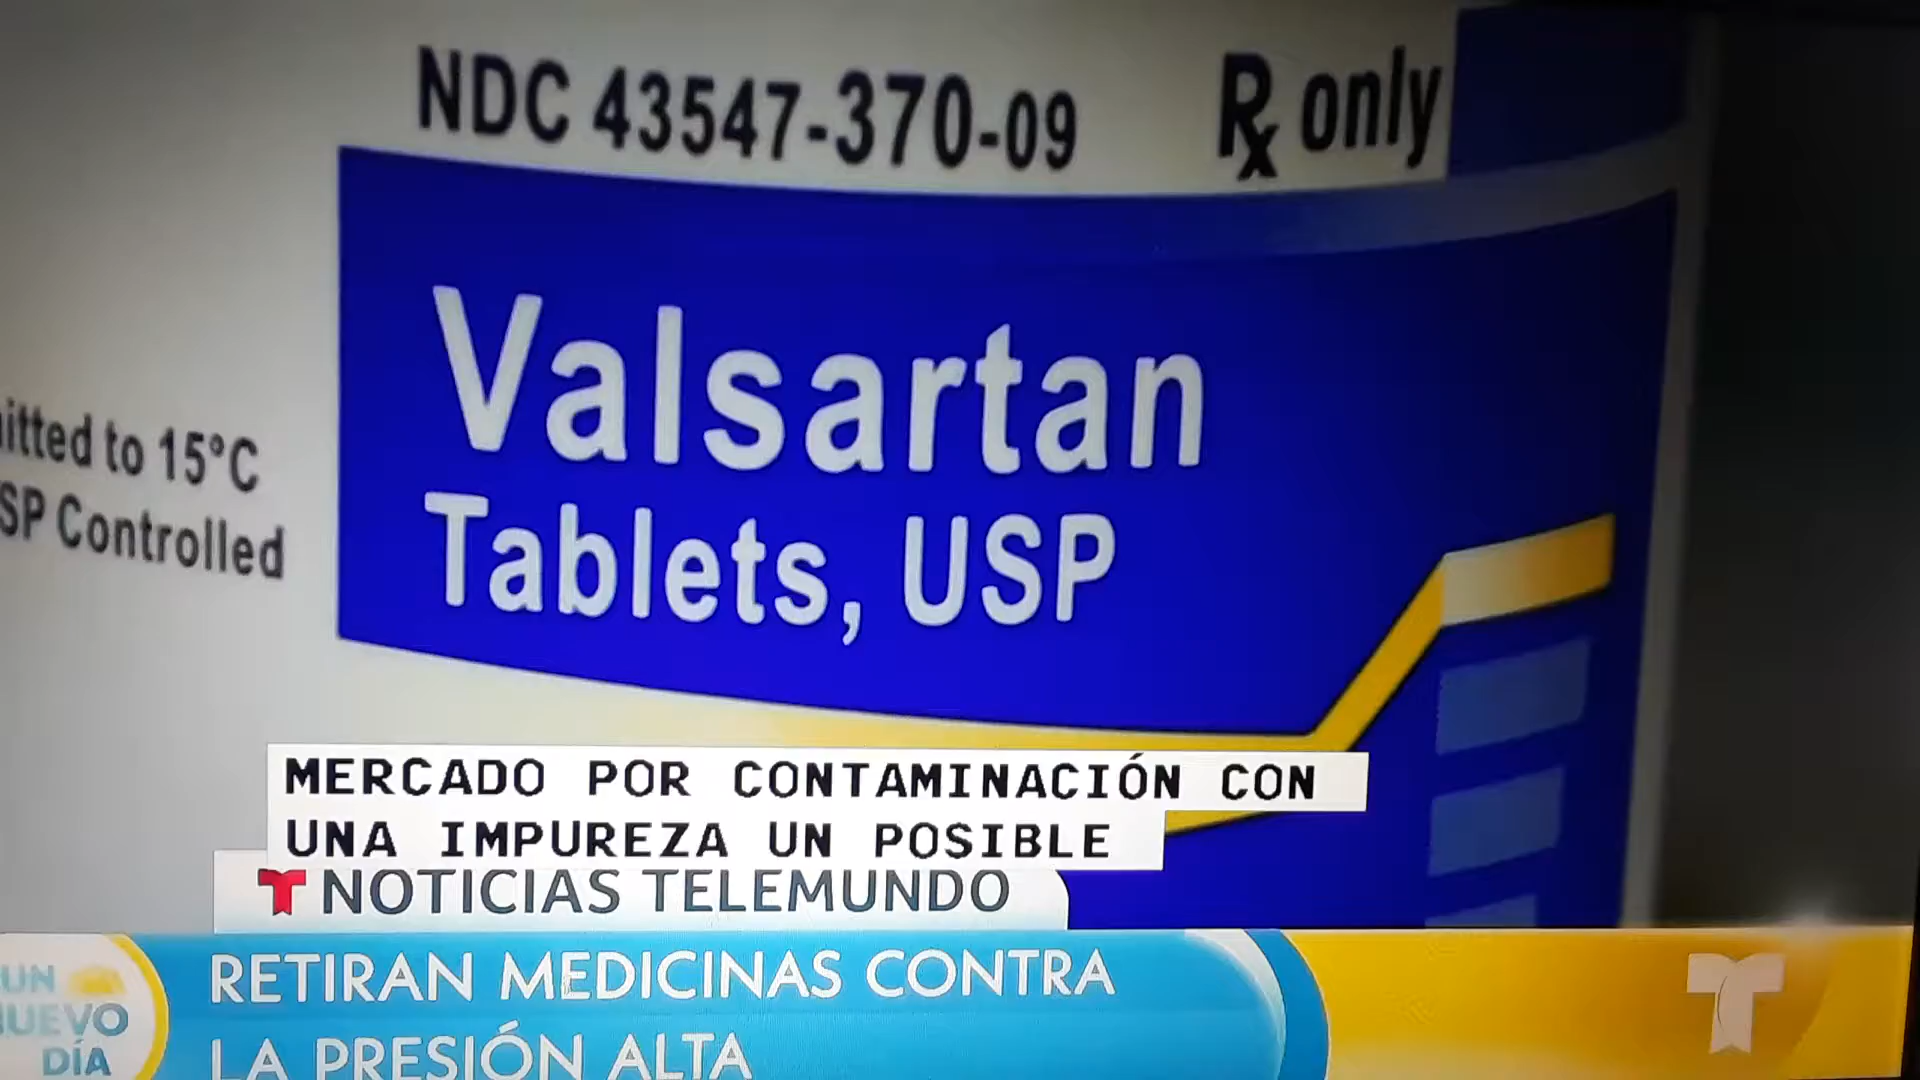 NDC 43547-370-09 Rx only
Valsartan
Tablets, USP
itted to 15°C
SP Controlled
MERCADO POR CONTAMINACIÓN CON
UNA IMPUREZA UN POSIBLE
NOTICIAS TELEMUNDO
UN
NUEVO
DÍA
RETIRAN MEDICINAS CONTRA
LA PRESIÓN ALTA